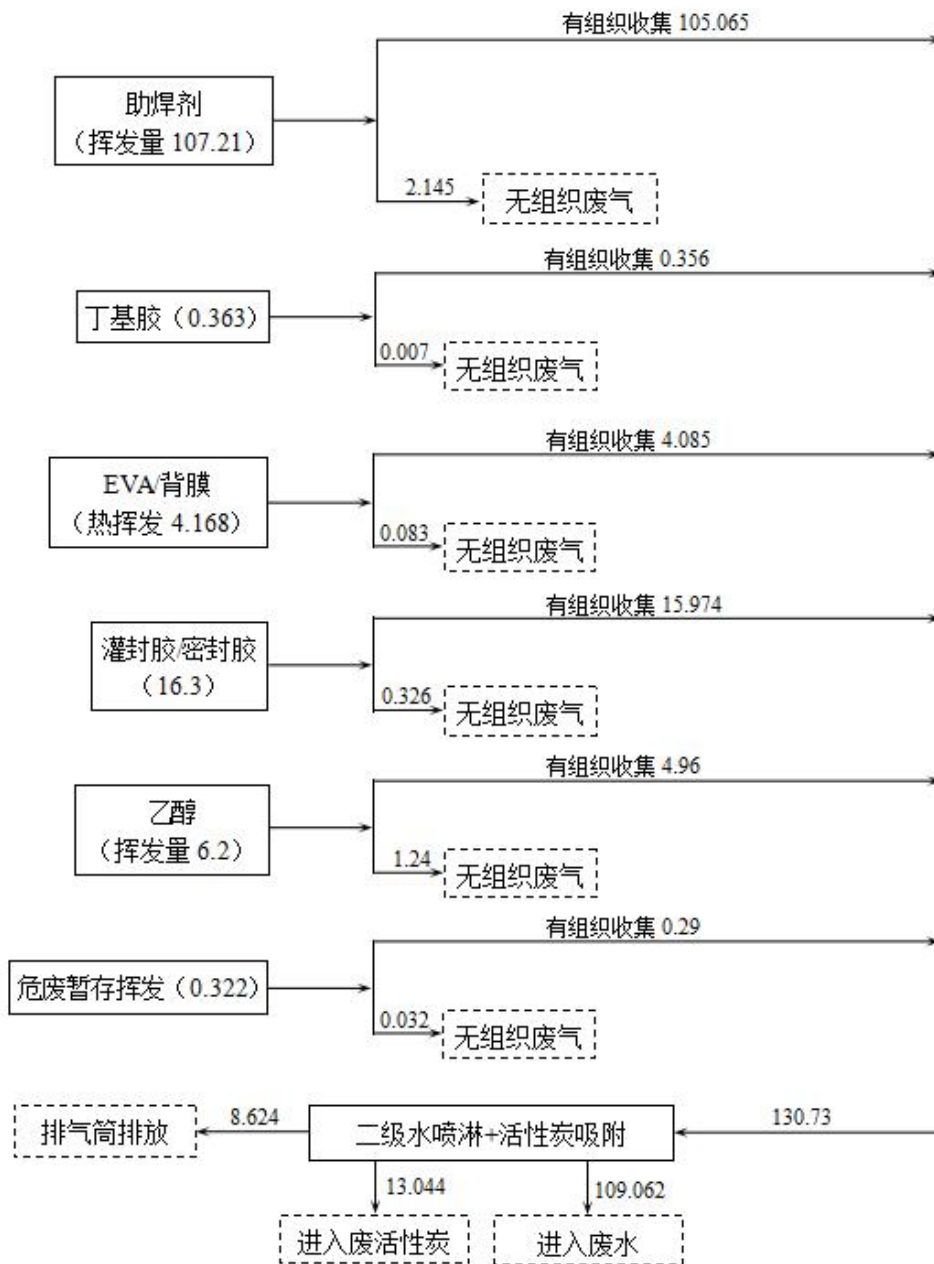 有组织收集 105.065
助焊剂
（挥发量 107.21）
2.145
无组织废气
有组织收集 0.356
丁基胶（0.363）
0.007
无组织废气
有组织收集 4.085
EVA/背膜
（热挥发 4.168）
0.083
无组织废气
有组织收集 15.974
灌封胶/密封胶
（16.3）
0.326
无组织废气
有组织收集 4.96
乙醇
（挥发量 6.2）
1.24
无组织废气
有组织收集 0.29
危废暂存挥发（0.322）
0.032
无组织废气
排气筒排放
8.624
二级水喷淋+活性炭吸附
130.73
13.044
109.062
进入废活性炭
进入废水